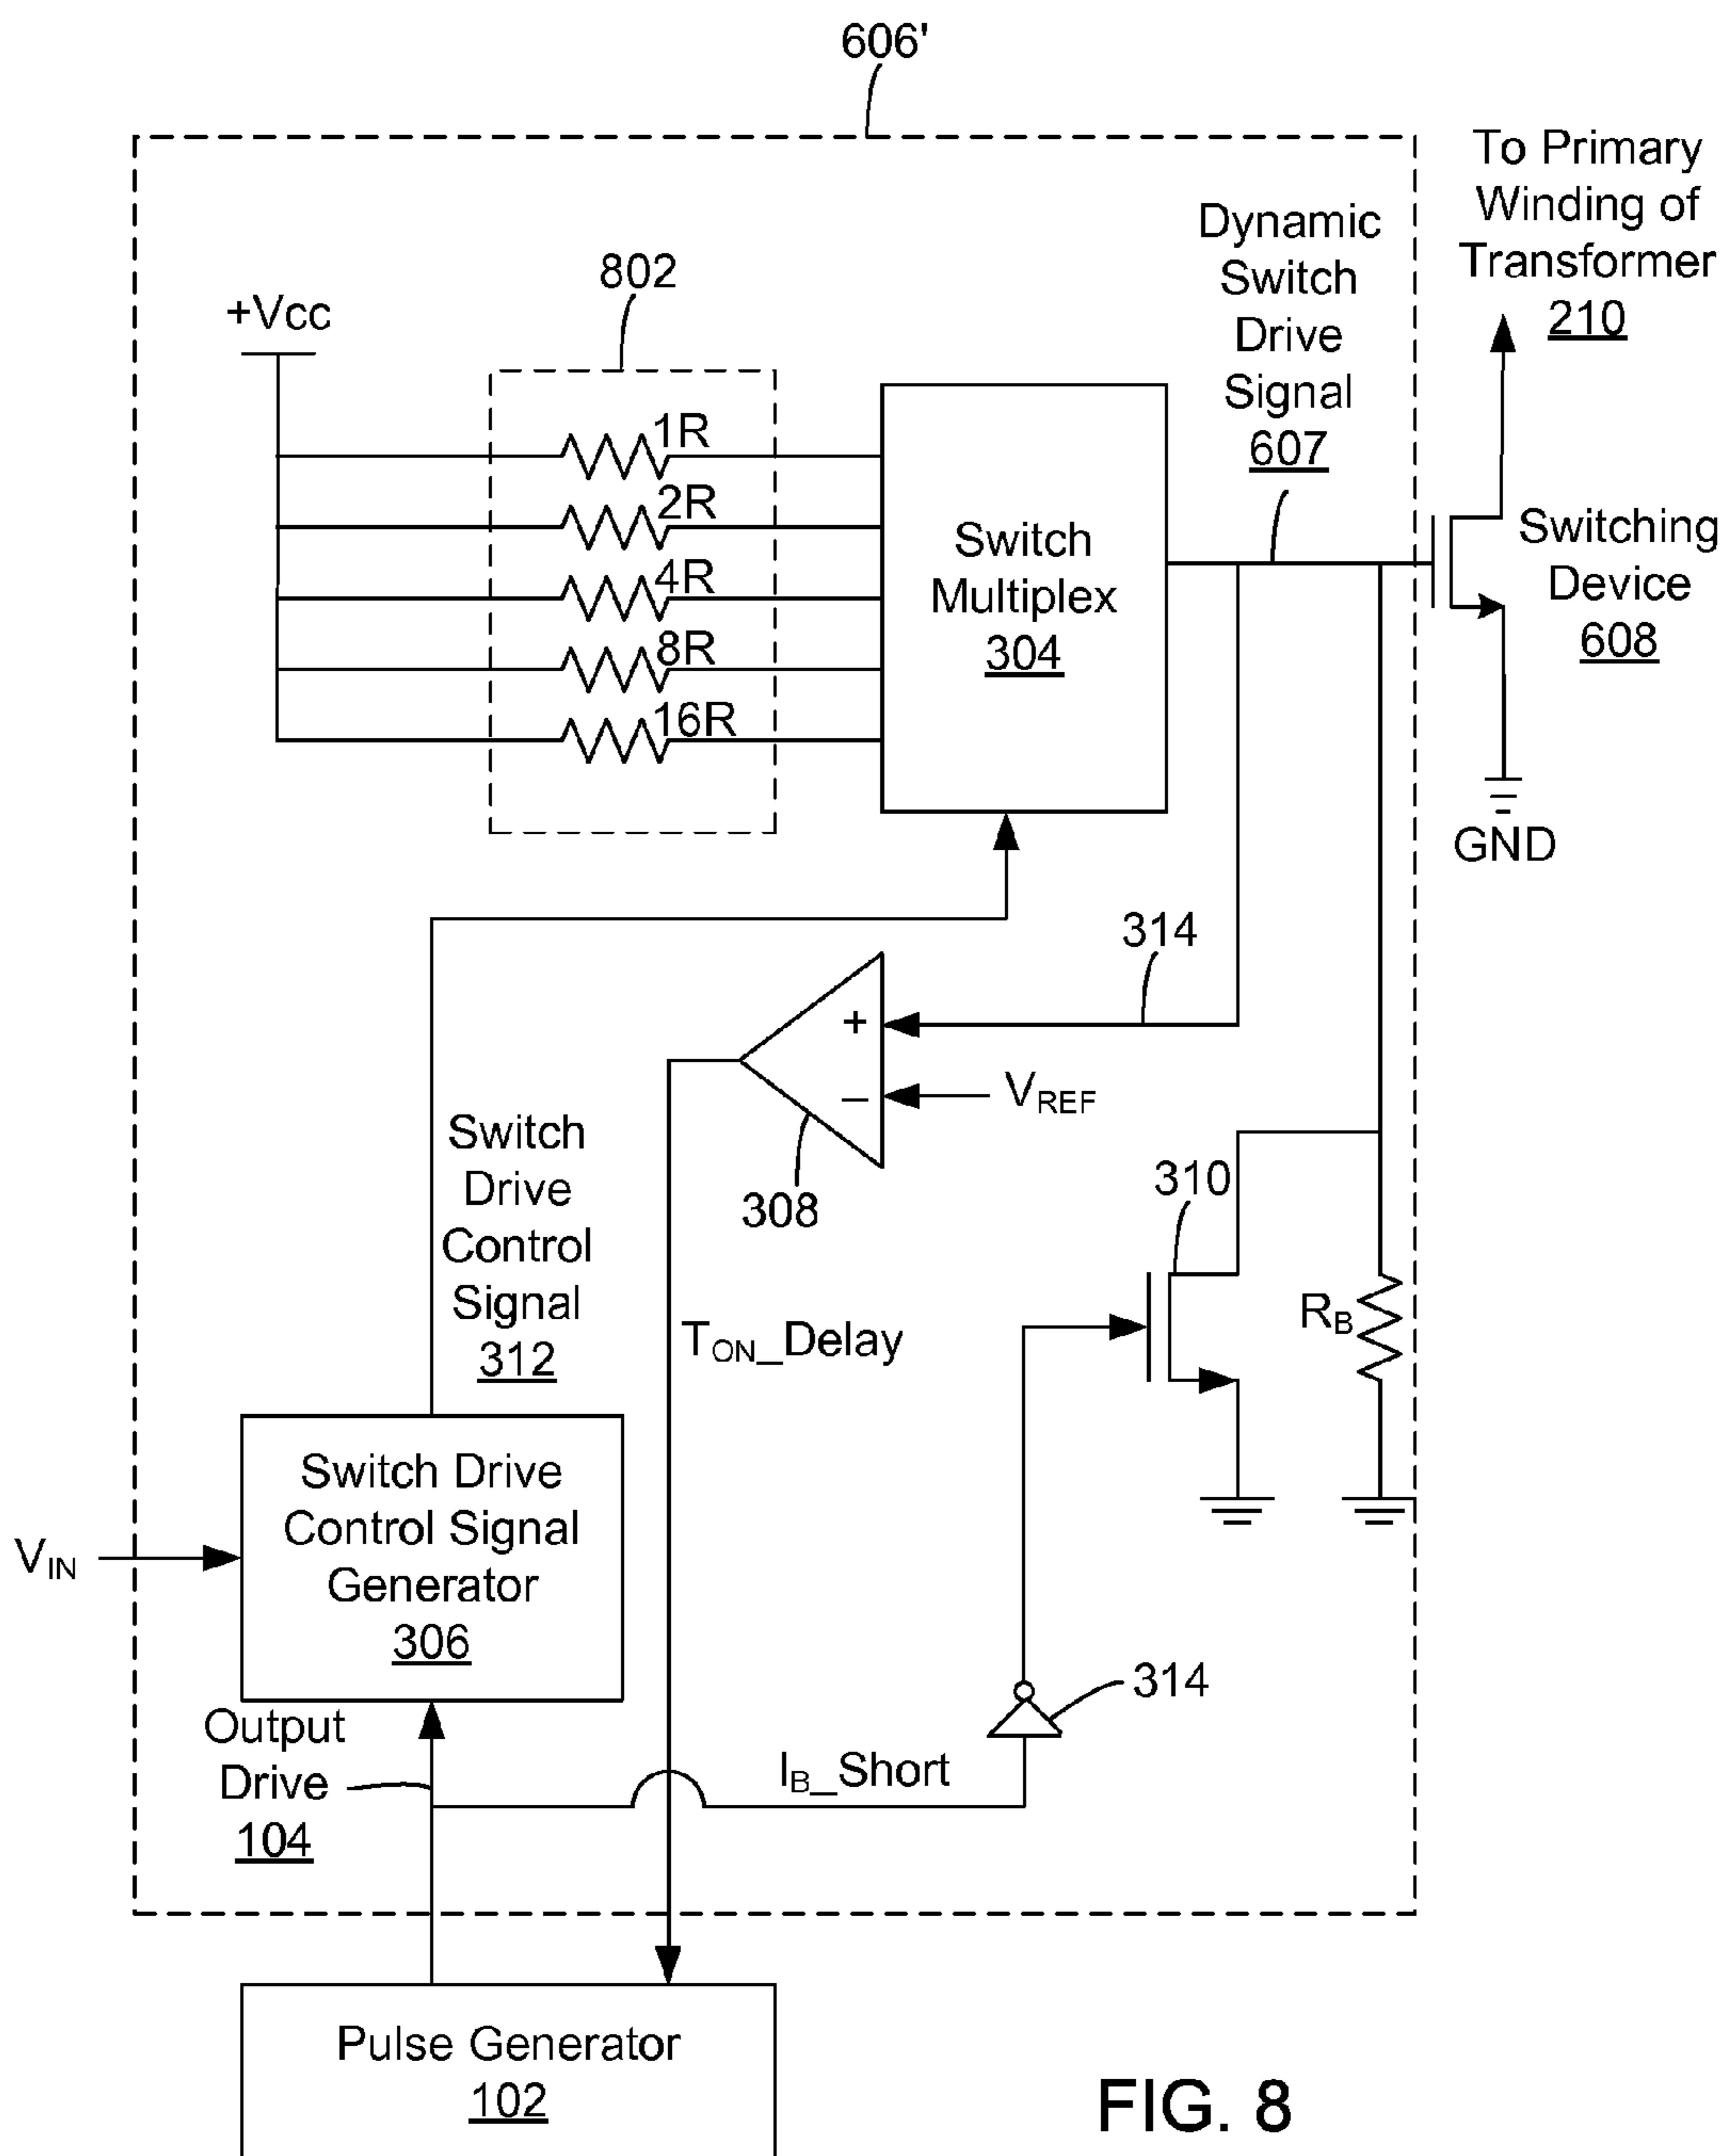 606'
To Primary
Winding of
Transformer
210
Dynamic
Switch
Drive
Signal
607
802
+Vcc
1R
2R
4R
8R
16R
Switch
Multiplex
304
Switching
Device
608
GND
314
+
−
VREF
308
Switch
Drive
Control
Signal
312
310
RB
TON_Delay
Switch Drive
Control Signal
Generator
306
VIN
314
Output
Drive
104
IB_Short
Pulse Generator
102
FIG. 8